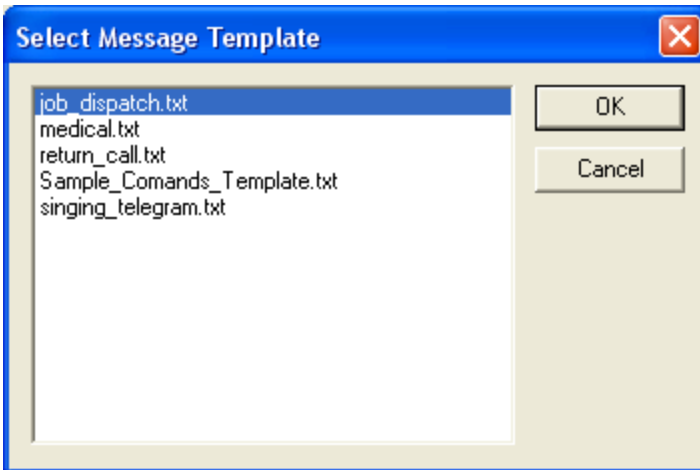 Select Message Template
job_dispatch.txt
OK
medical.txt
return_call.txt
Cancel
Sample_Comands_Template.txt
singing_telegram.txt